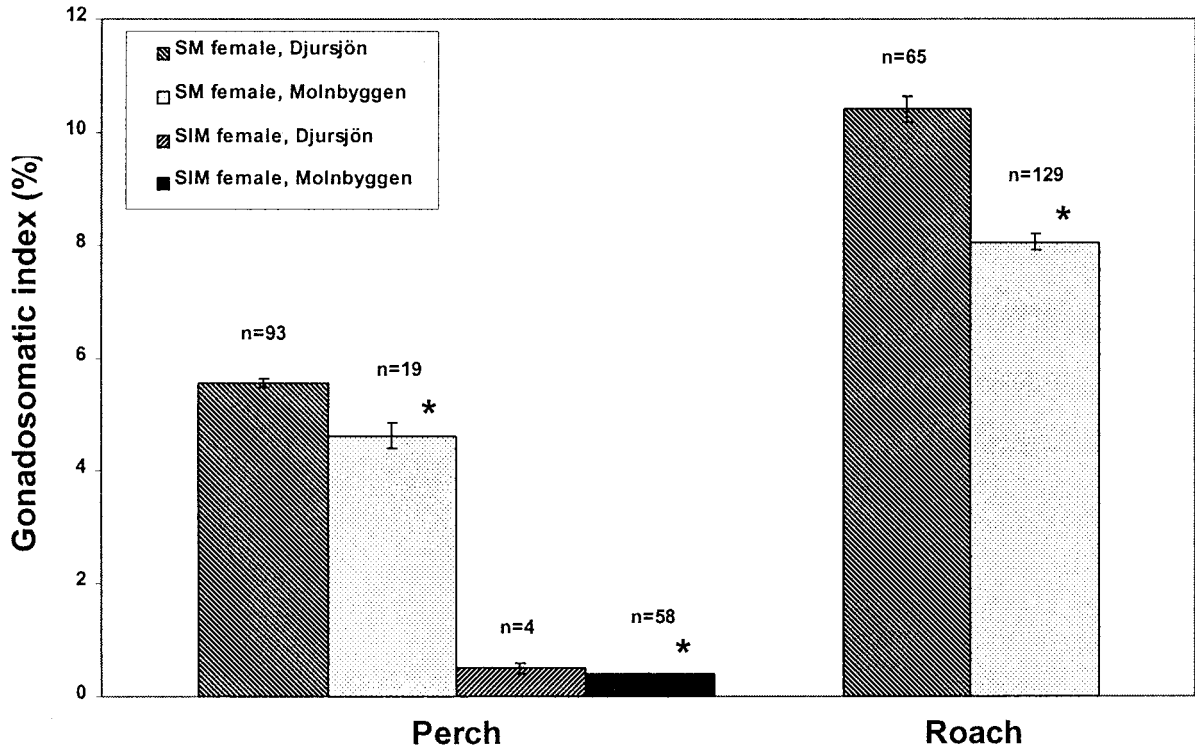 12
SM female, Djursjön
SM female, Molnbyggen
SIM female, Djursjön
SIM female, Molnbyggen
n=65
10
n=129
*
8
Gonadosomatic index (%)
n=93
6
n=19
*
4
2
n=4
n=58
*
0
Perch
Roach